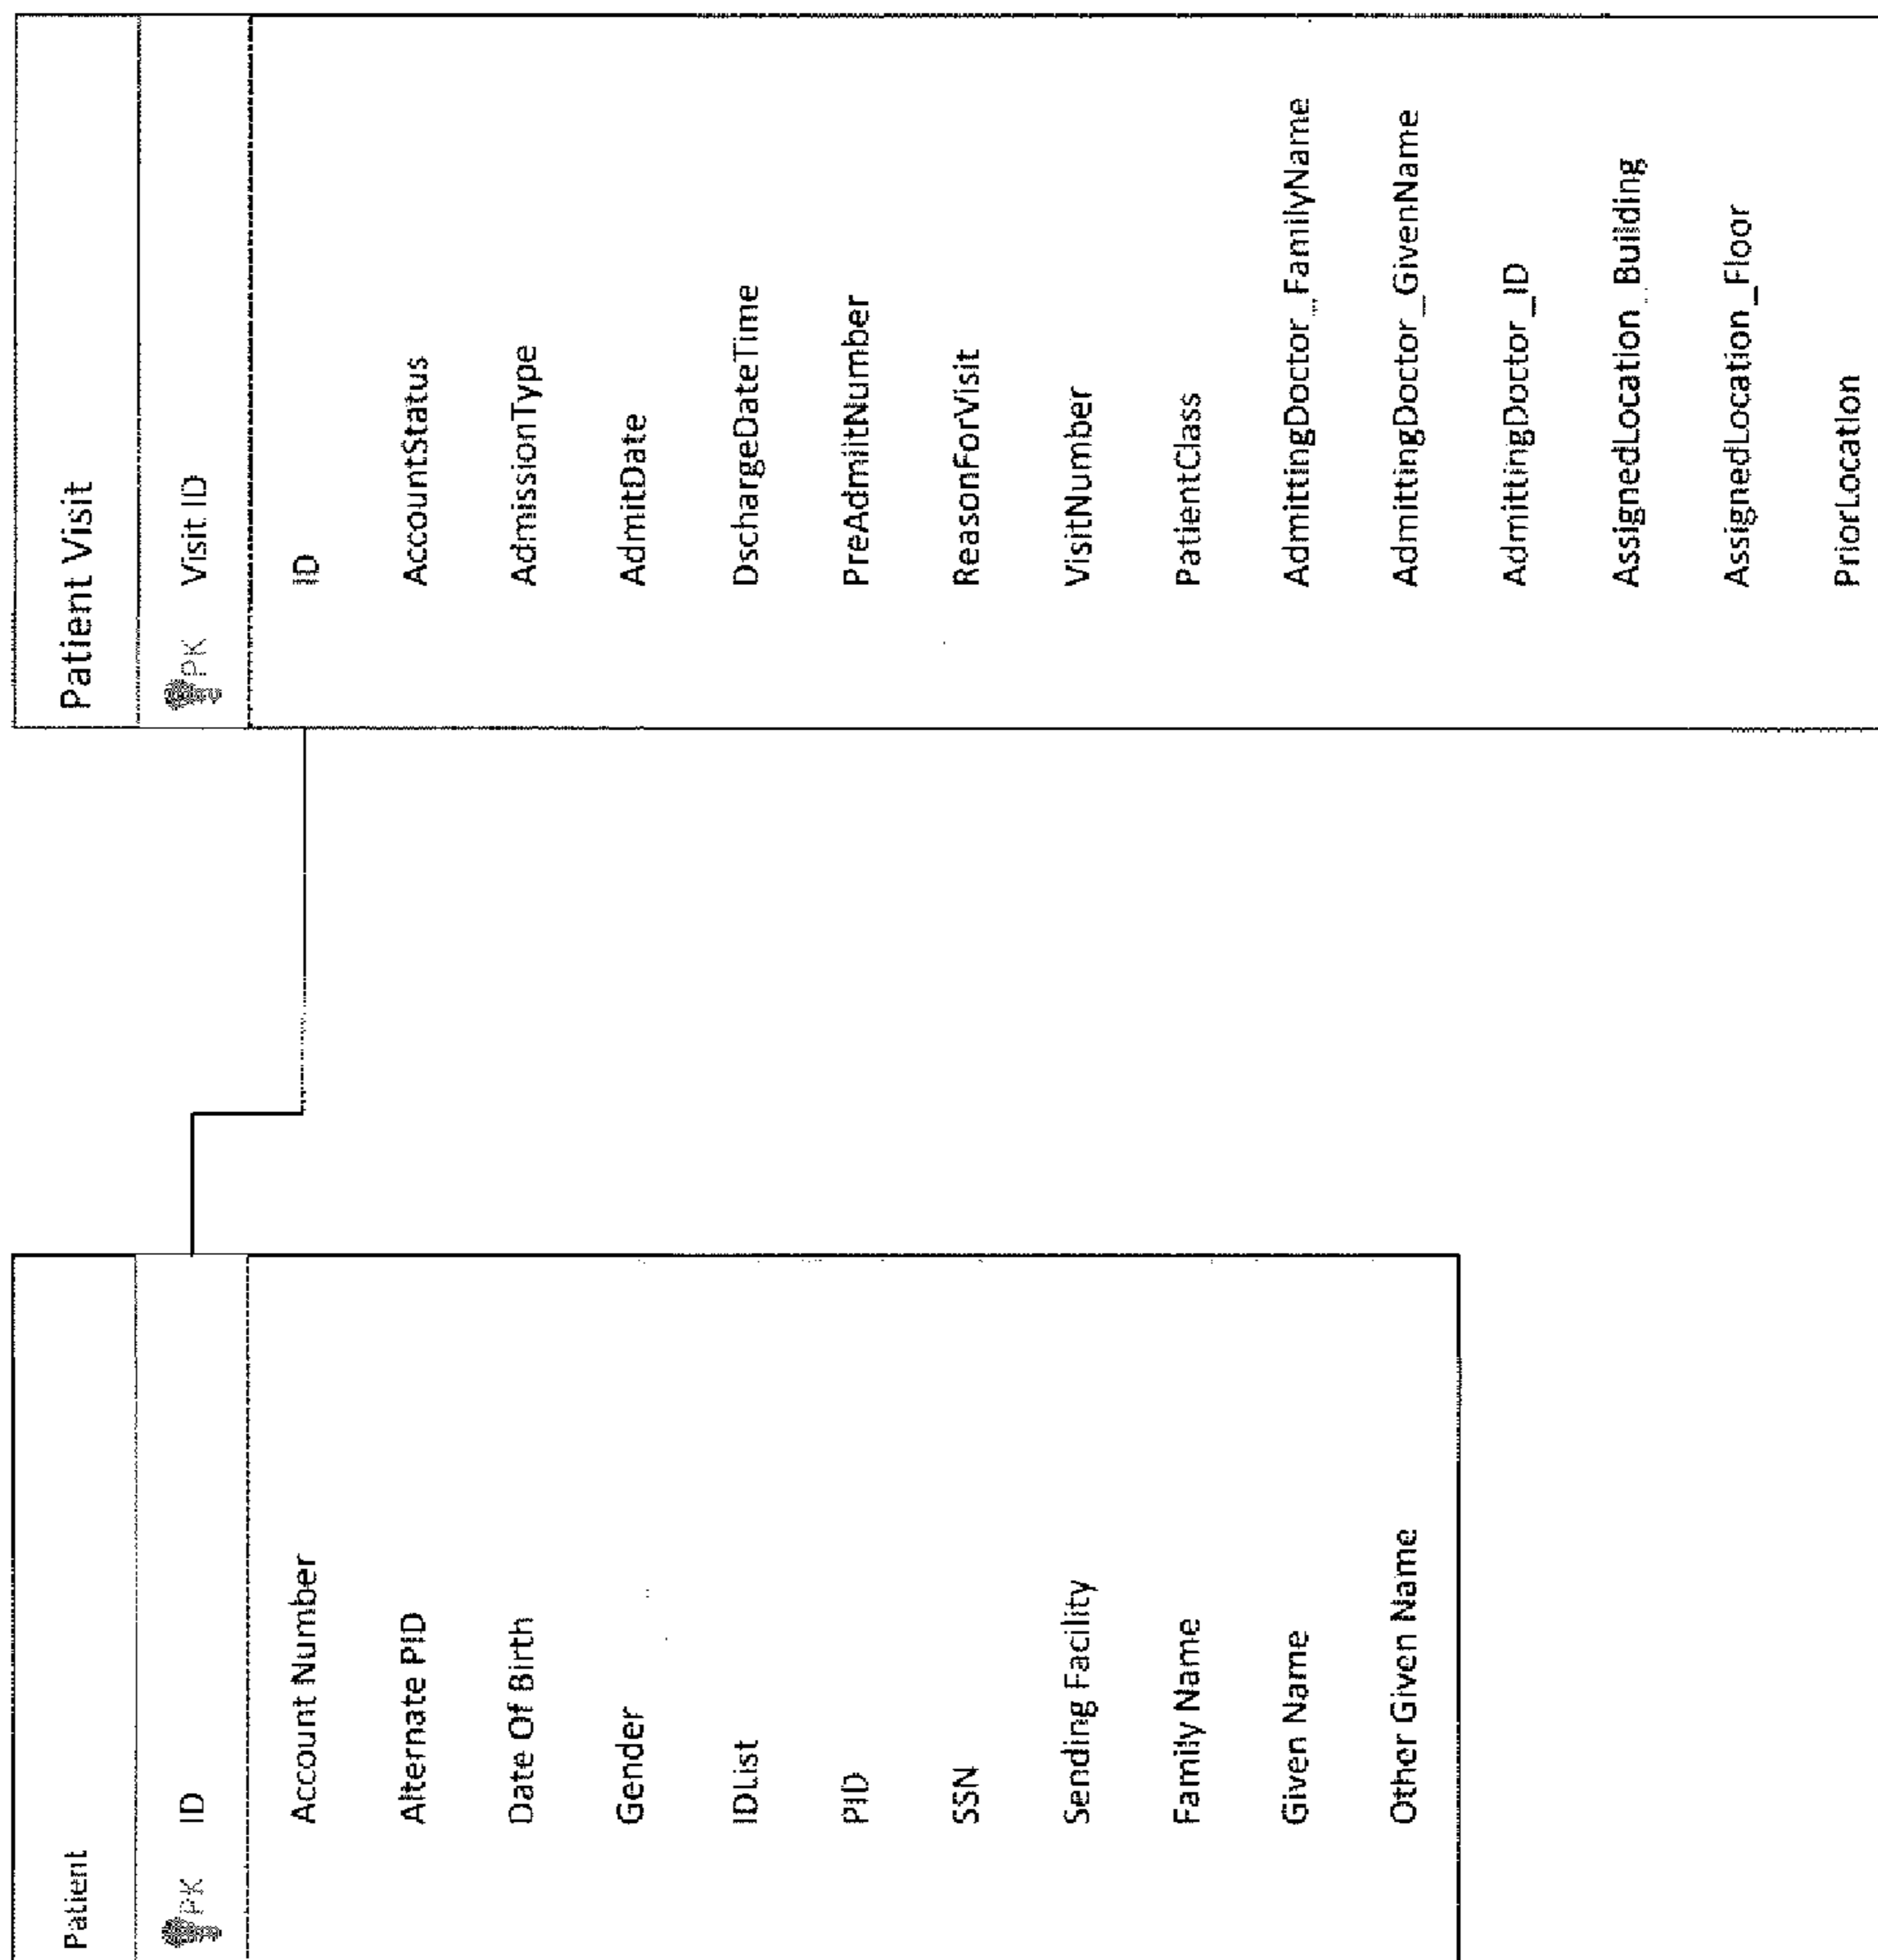 Patient
PK ID
Account Number
Alternate PID
Date Of Birth
Gender
IDList
PID
SSN
Sending Facility
Family Name
Given Name
Other Given Name
Patient Visit
PK Visit ID
ID
AccountStatus
AdmissionType
AdmitDate
DschargeDateTime
PreAdmitNumber
ReasonForVisit
VisitNumber
PatientClass
AdmittingDoctor_FamilyName
AdmittingDoctor_GivenName
AdmittingDoctor_ID
AssignedLocation_Building
AssignedLocation_Floor
PriorLocation